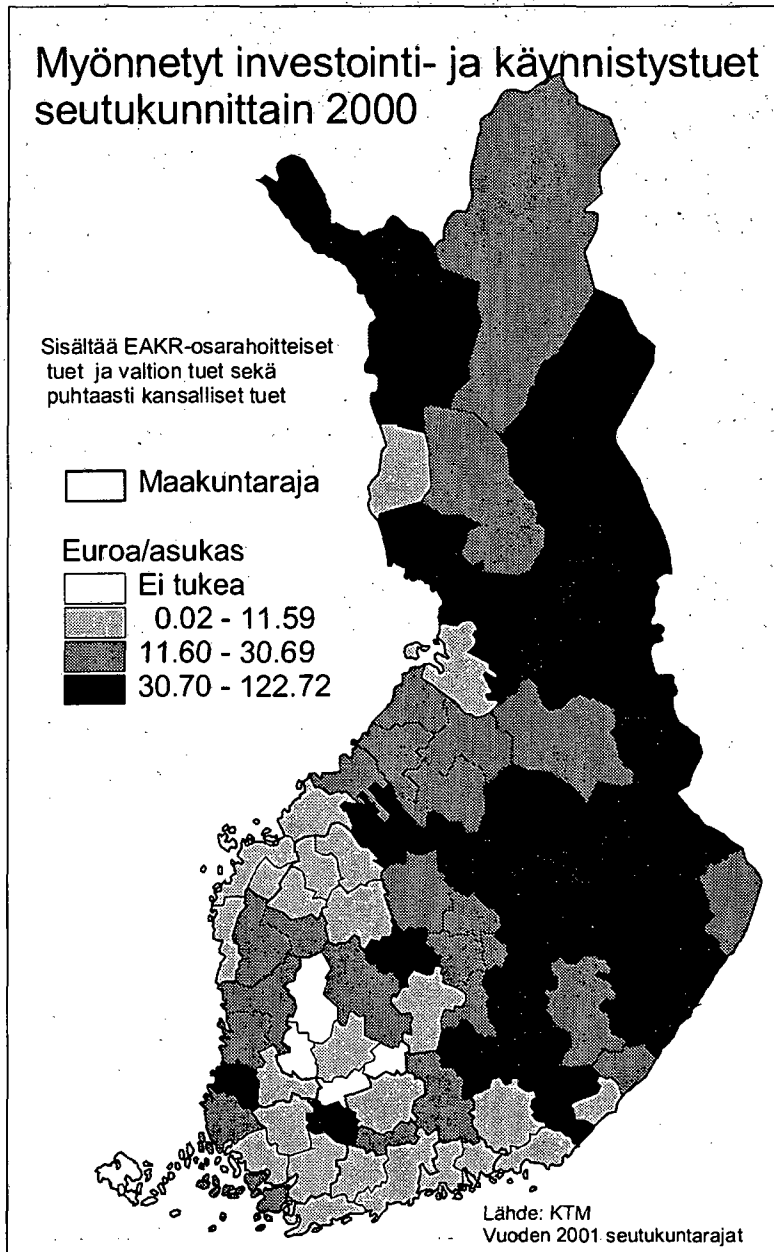 Myönnetyt investointi- ja käynnistystuet
seutukunnittain 2000
Sisältää EAKR-osarahoitteiset
tuet ja valtion tuet sekä
puhtaasti kansalliset tuet
Maakuntaraja
Euroa/asukas
Ei tukea
0.02 - 11.59
11.60 - 30.69
30.70 - 122.72
Lähde: KTM
Vuoden 2001 seutukuntarajat